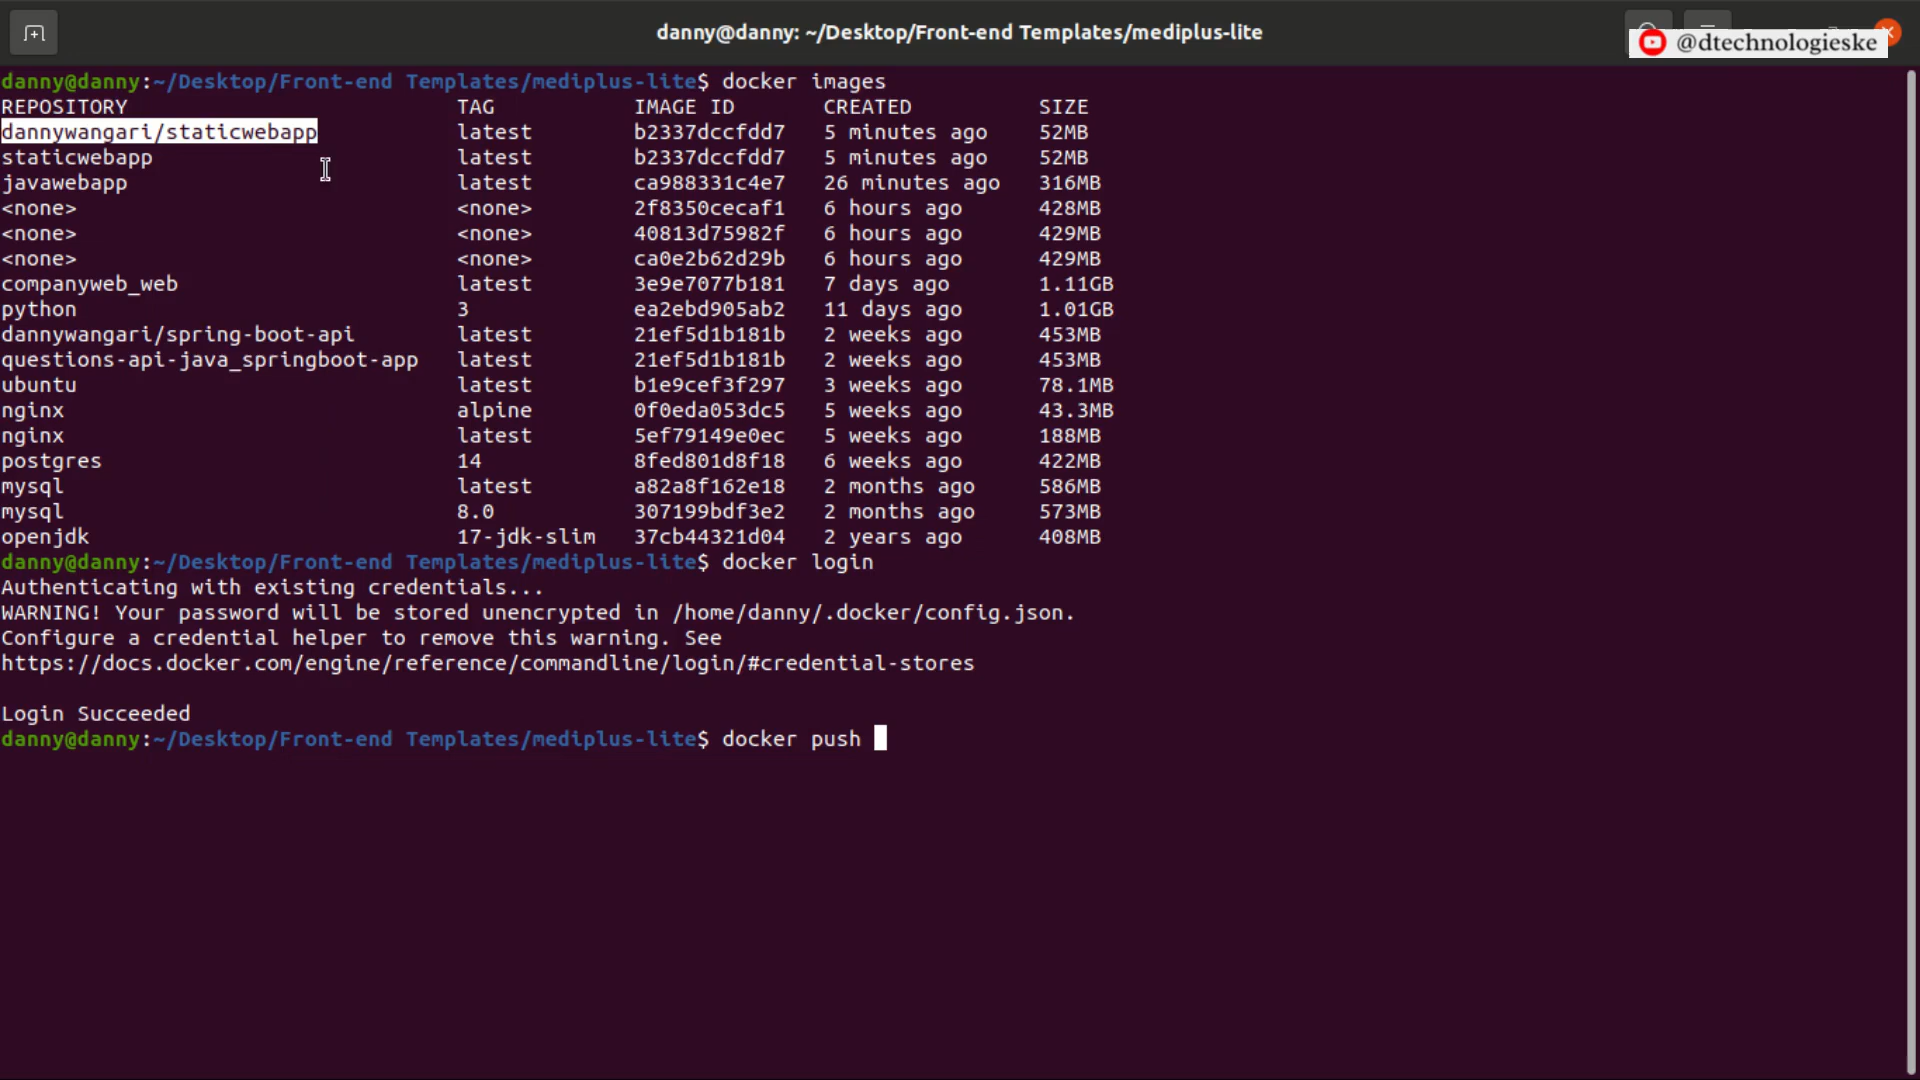 danny@danny: ~/Desktop/Front-end Templates/mediplus-lite
@dtechnologieske
danny@danny:~/Desktop/Front-end Templates/mediplus-lite$ docker images
REPOSITORY TAG IMAGE ID CREATED SIZE
dannywangari/staticwebapp latest b2337dccfdd7 5 minutes ago 52MB
staticwebapp latest b2337dccfdd7 5 minutes ago 52MB
javawebapp latest ca988331c4e7 26 minutes ago 316MB
<none> <none> 2f8350cecaf1 6 hours ago 428MB
<none> <none> 40813d75982f 6 hours ago 429MB
<none> <none> ca0e2b62d29b 6 hours ago 429MB
companyweb_web latest 3e9e7077b181 7 days ago 1.11GB
python 3 ea2ebd905ab2 11 days ago 1.01GB
dannywangari/spring-boot-api latest 21ef5d1b181b 2 weeks ago 453MB
questions-api-java_springboot-app latest 21ef5d1b181b 2 weeks ago 453MB
ubuntu latest b1e9cef3f297 3 weeks ago 78.1MB
nginx alpine 0f0eda053dc5 5 weeks ago 43.3MB
nginx latest 5ef79149e0ec 5 weeks ago 188MB
postgres 14 8fed801d8f18 6 weeks ago 422MB
mysql latest a82a8f162e18 2 months ago 586MB
mysql 8.0 307199bdf3e2 2 months ago 573MB
openjdk 17-jdk-slim 37cb44321d04 2 years ago 408MB
danny@danny:~/Desktop/Front-end Templates/mediplus-lite$ docker login
Authenticating with existing credentials...
WARNING! Your password will be stored unencrypted in /home/danny/.docker/config.json.
Configure a credential helper to remove this warning. See
https://docs.docker.com/engine/reference/commandline/login/#credential-stores
Login Succeeded
danny@danny:~/Desktop/Front-end Templates/mediplus-lite$ docker push